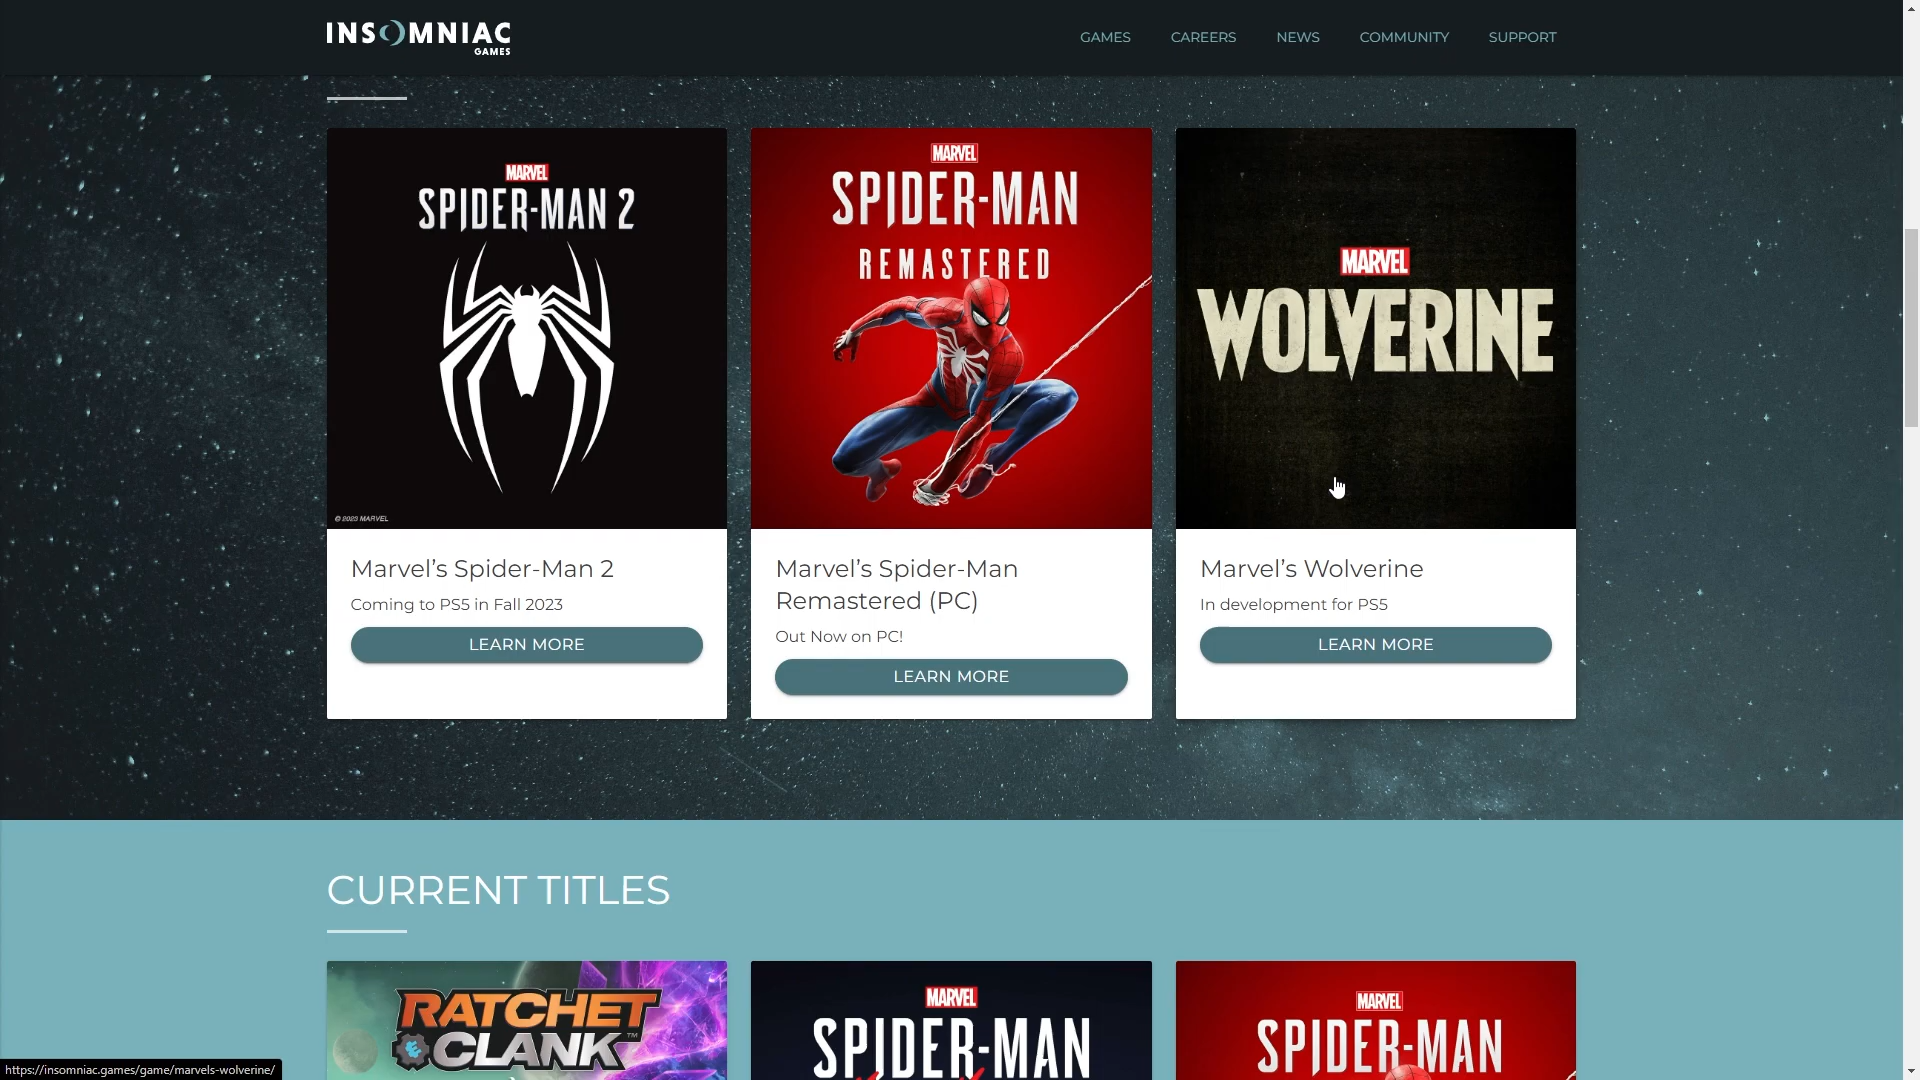 INSOMNIAC
GAMES
GAMES
CAREERS
NEWS
COMMUNITY
SUPPORT
MARVEL
SPIDER-MAN 2
© 2023 MARVEL
Marvel’s Spider-Man 2
Coming to PS5 in Fall 2023
LEARN MORE
MARVEL
SPIDER-MAN
REMASTERED
Marvel’s Spider-Man
Remastered (PC)
Out Now on PC!
LEARN MORE
MARVEL
WOLVERINE
Marvel’s Wolverine
In development for PS5
LEARN MORE
CURRENT TITLES
RATCHET
CLANK™
MARVEL
SPIDER-MAN
MARVEL
SPIDER-MAN
https://insomniac.games/game/marvels-wolverine/